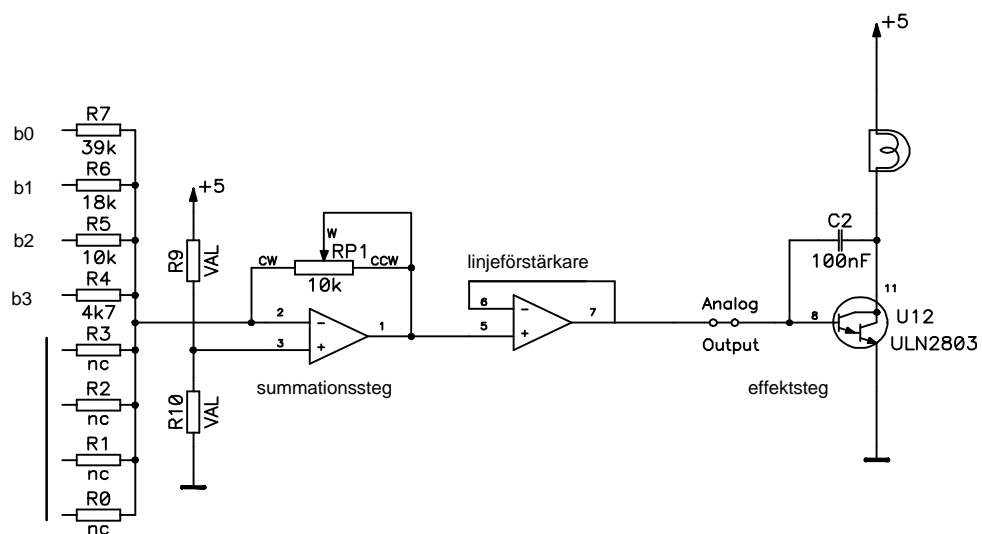 +5
b0
R7
39k
b1
R6
18k
b2
R5
10k
b3
R4
4k7
R3
nc
R2
nc
R1
nc
R0
nc
+5
R9
VAL
R10
VAL
CW
W
RP1
CCW
10k
2
3
1
summationssteg
linjeförstärkare
6
5
7
Analog
Output
C2
100nF
8
11
U12
ULN2803
effektsteg